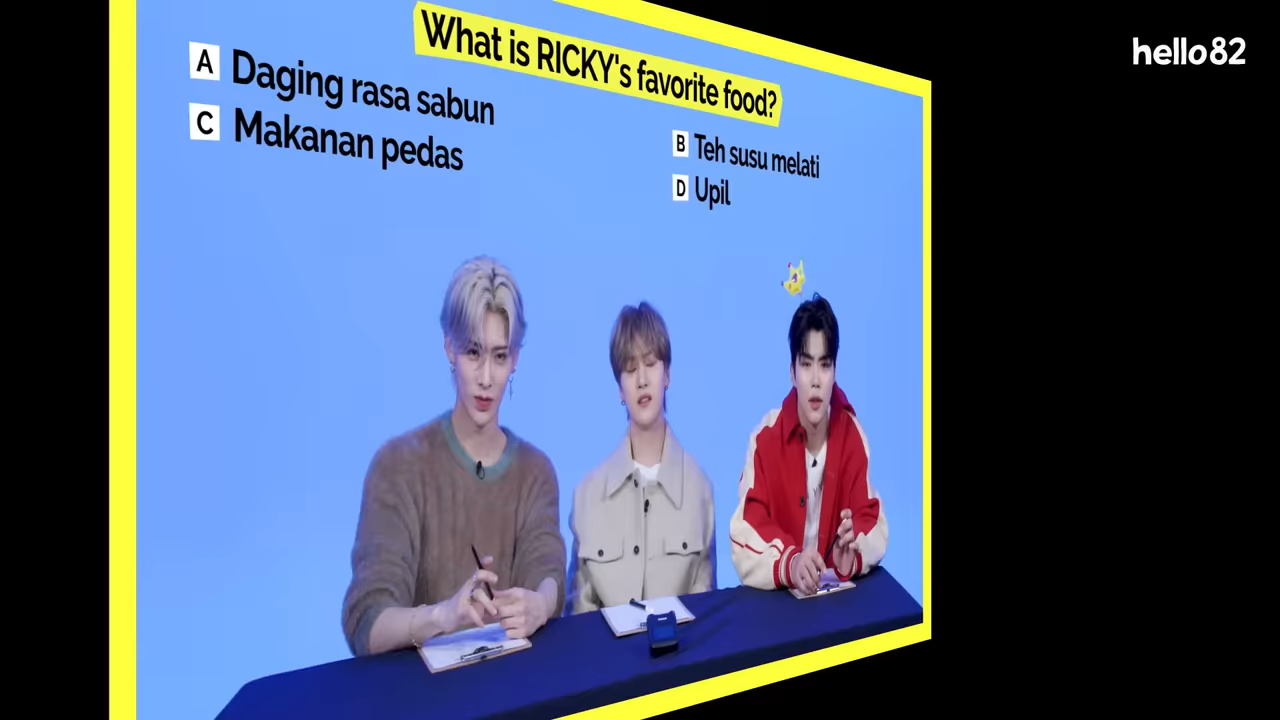 What is RICKY's favorite food?
A Daging rasa sabun
B Teh susu melati
C Makanan pedas
D Upil
hello82